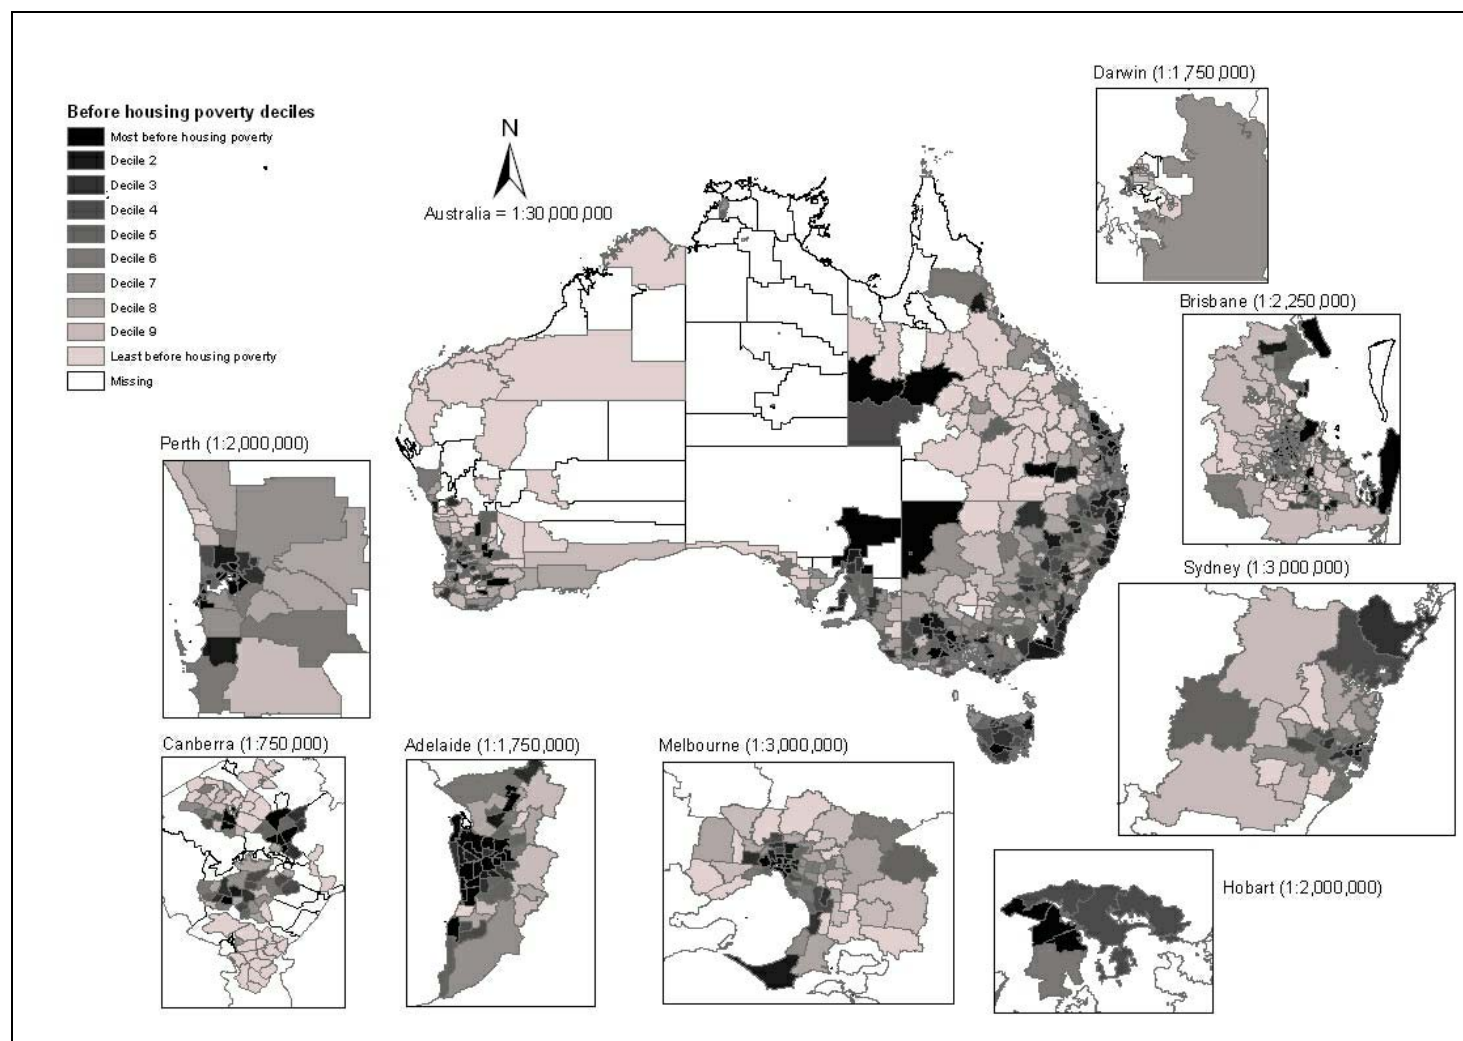 Darwin (1:1,750,000)
Before housing poverty deciles
Most before housing poverty
Decile 2
Decile 3
Decile 4
Decile 5
Decile 6
Decile 7
Decile 8
Decile 9
Least before housing poverty
Missing
N
Australia = 1:30,000,000
Brisbane (1:2,250,000)
Perth (1:2,000,000)
Sydney (1:3,000,000)
Canberra (1:750,000)
Adelaide (1:1,750,000)
Melbourne (1:3,000,000)
Hobart (1:2,000,000)